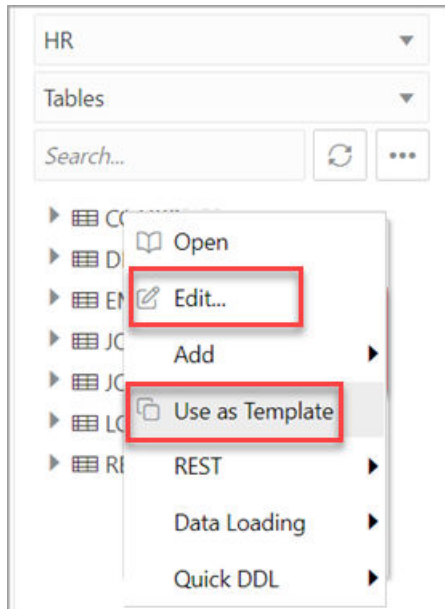 HR
Tables
Search...
Open
Edit...
Add
Use as Template
REST
Data Loading
Quick DDL